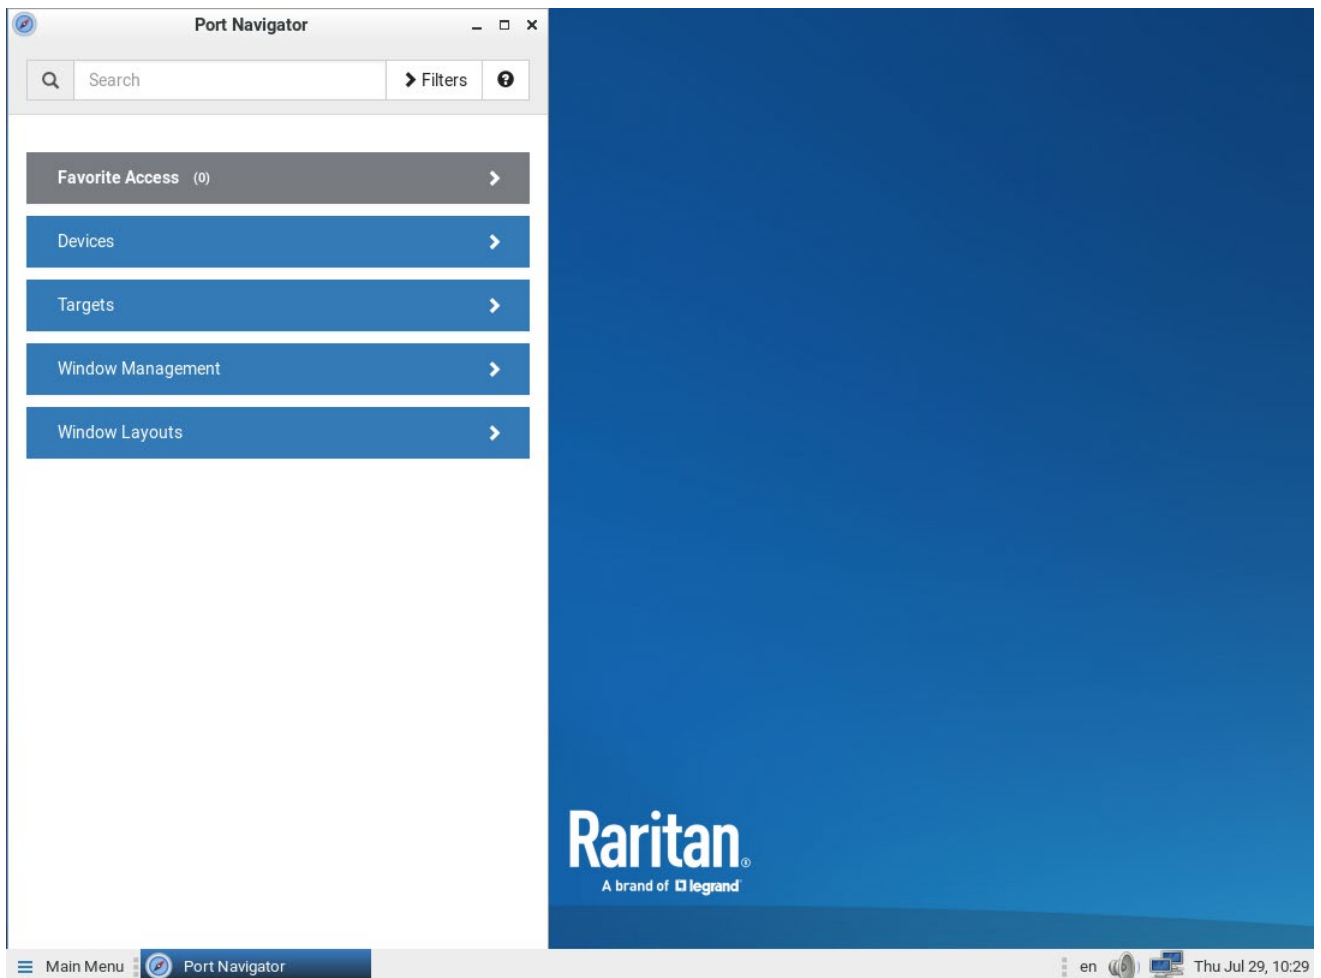 Port Navigator
Search
Filters
Favorite Access (0)
Devices
Targets
Window Management
Window Layouts
Raritan.
A brand of legrand
Main Menu Port Navigator en Thu Jul 29, 10:29